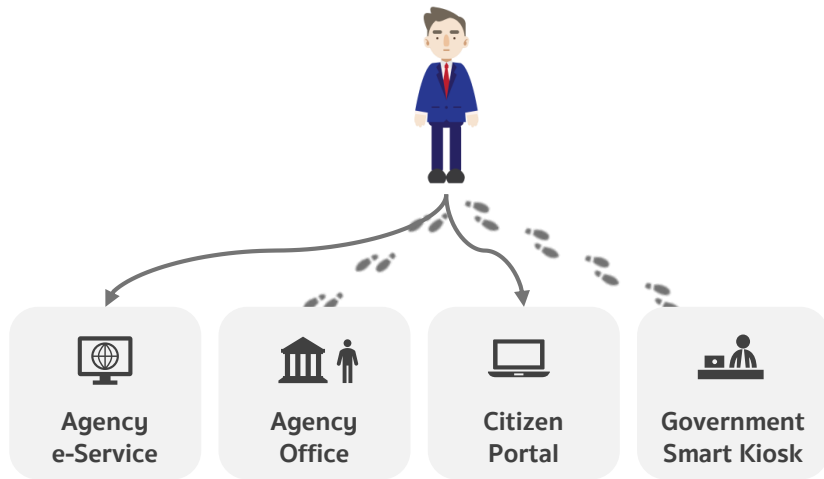 Agency
e-Service
Agency
Office
Citizen
Portal
Government
Smart Kiosk